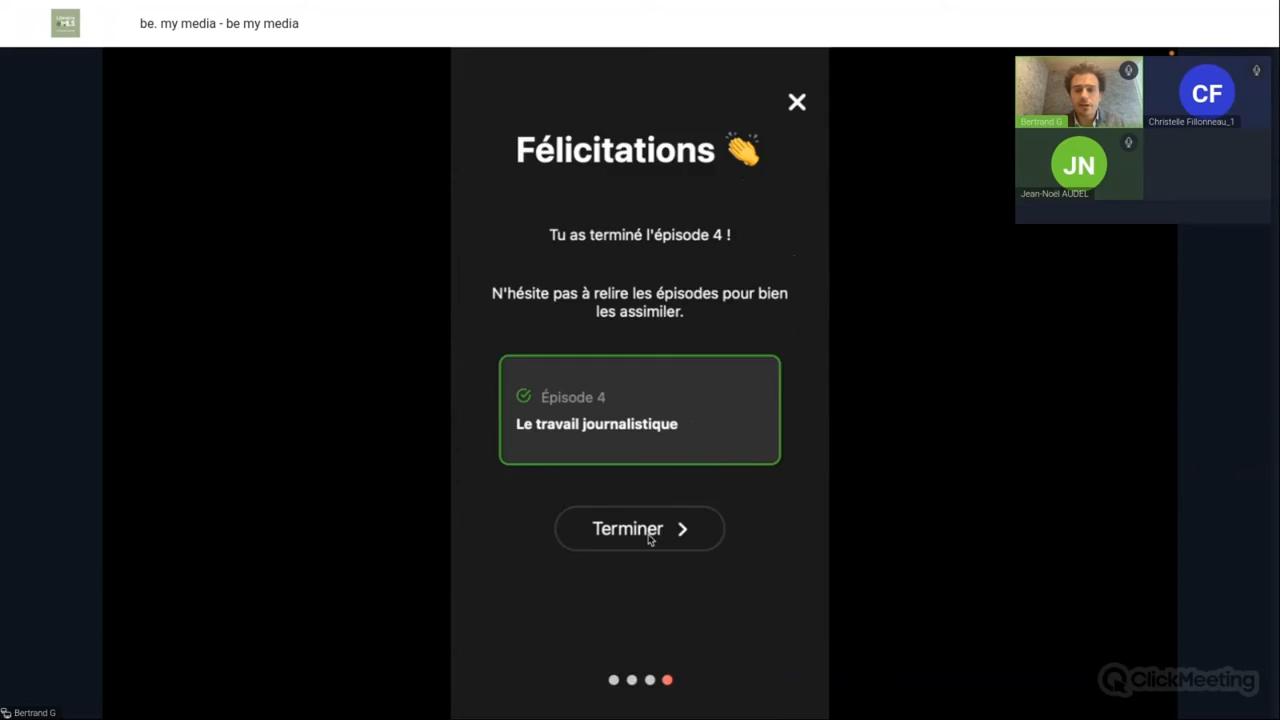 be. my media - be my media
Félicitations 👏
Tu as terminé l'épisode 4 !
N'hésite pas à relire les épisodes pour bien
les assimiler.
Épisode 4
Le travail journalistique
Terminer
Bertrand G
CF
Christelle Fillonneau_1
JN
Jean-Noël AUDEL
ClickMeeting
Bertrand G